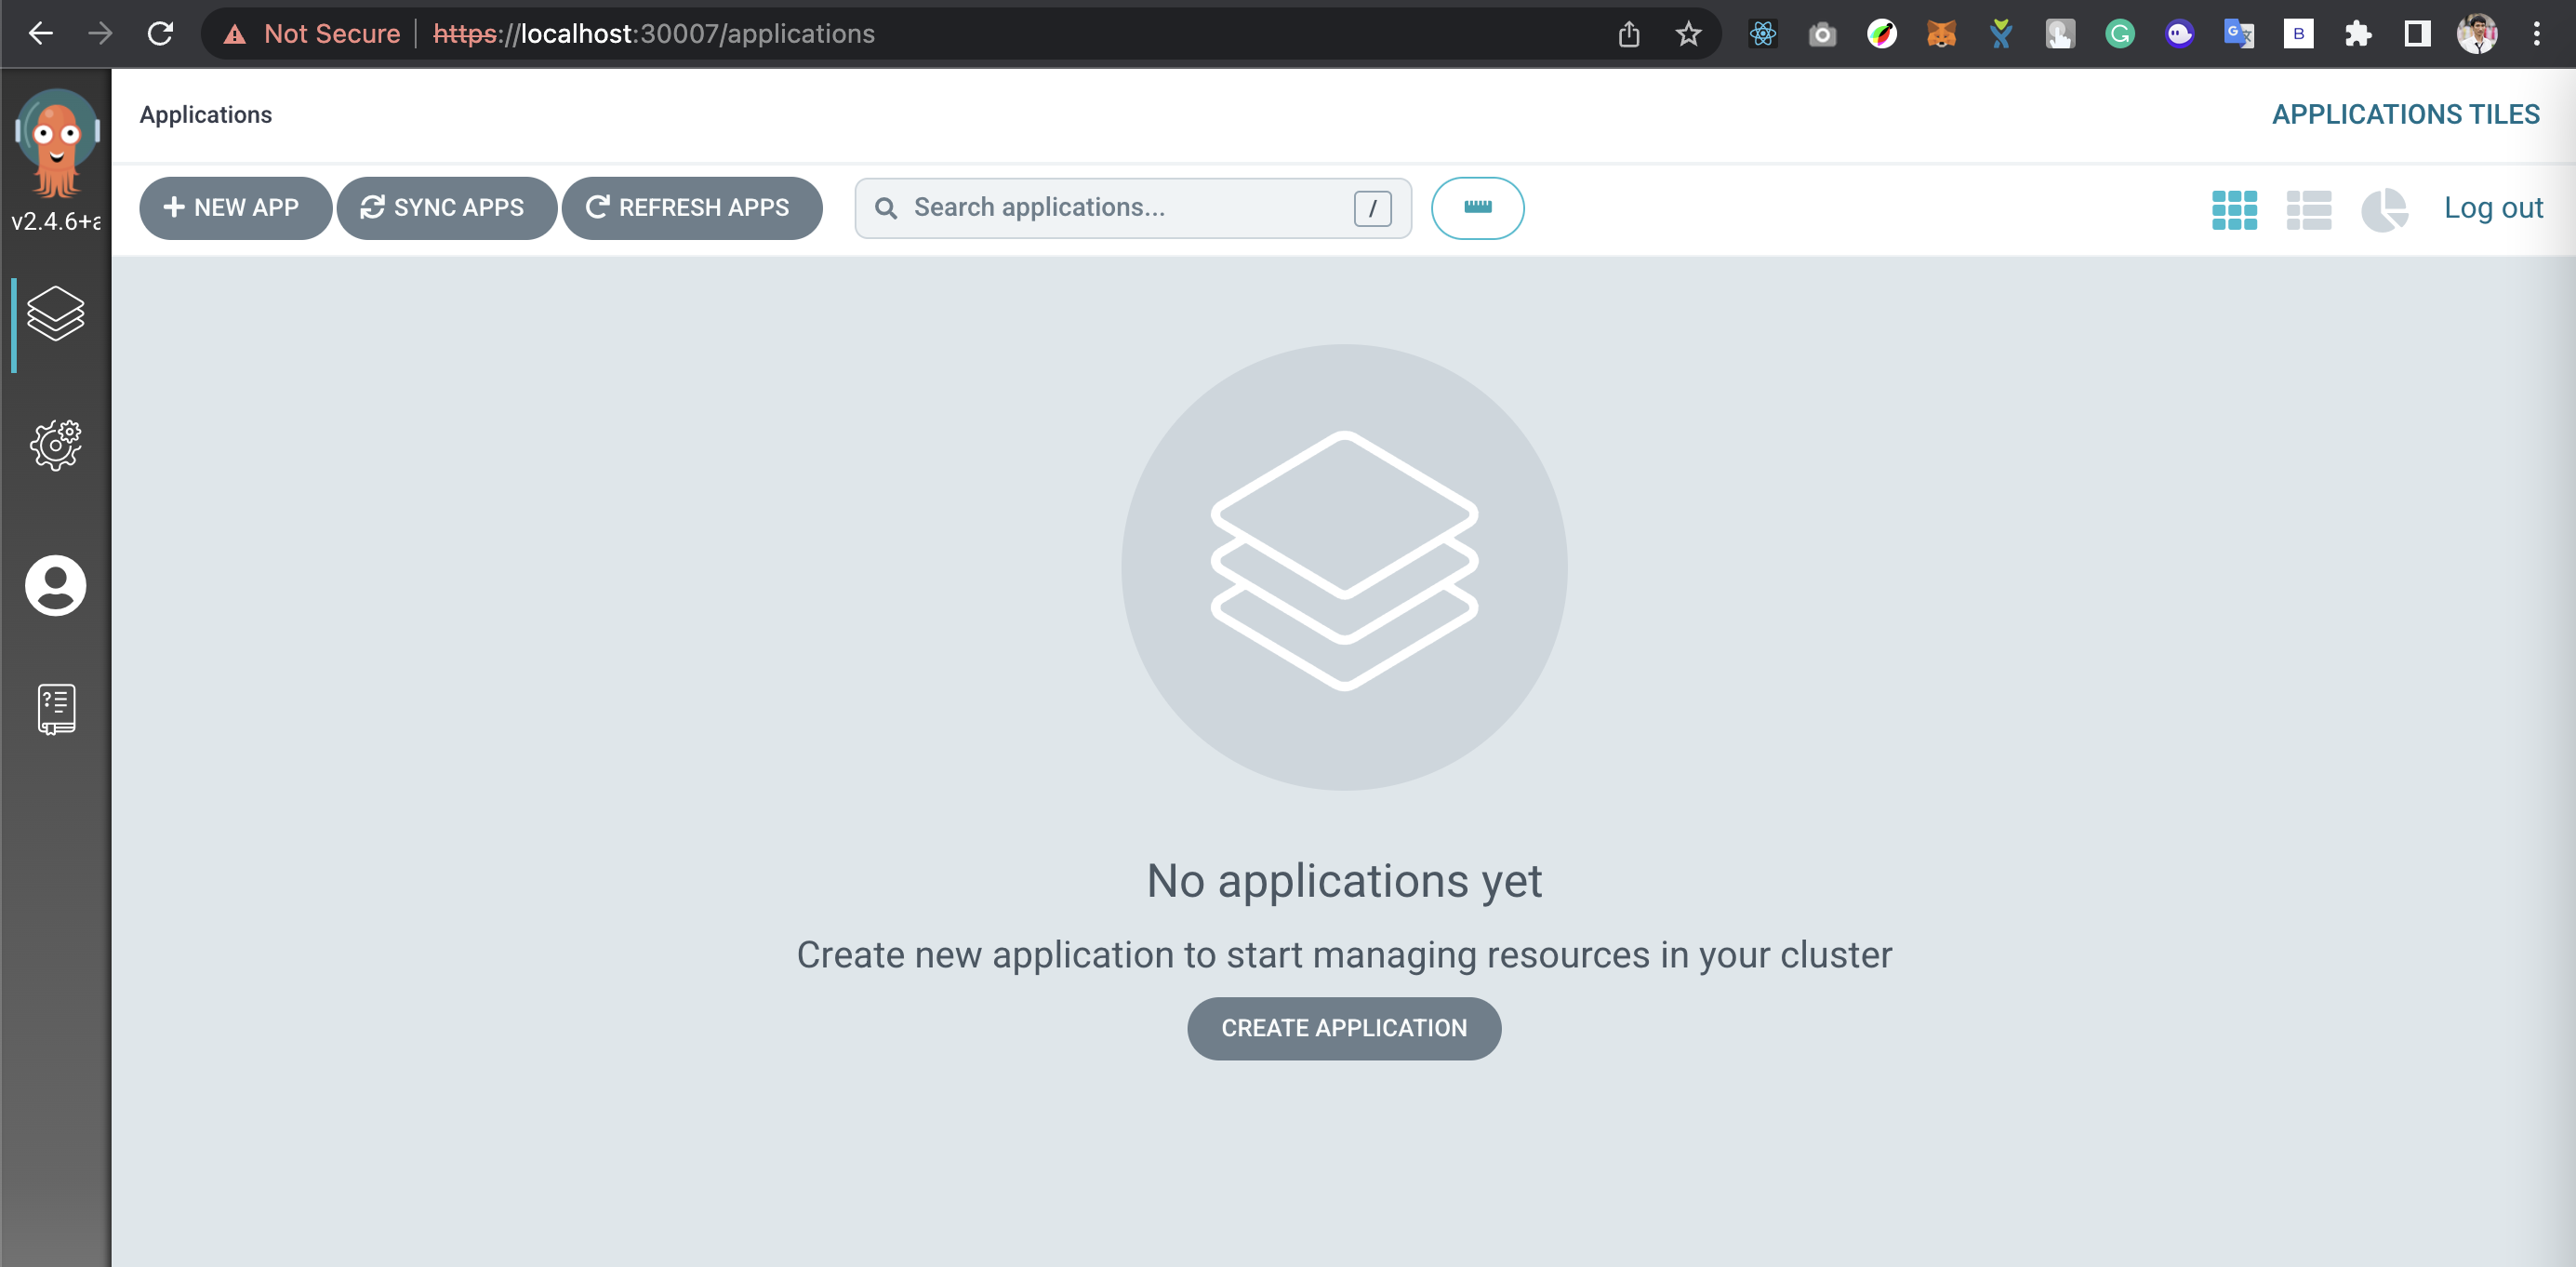 Not Secure https://localhost:30007/applications
Applications
APPLICATIONS TILES
v2.4.6+a
NEW APP
SYNC APPS
REFRESH APPS
Search applications...
/
Log out
No applications yet
Create new application to start managing resources in your cluster
CREATE APPLICATION